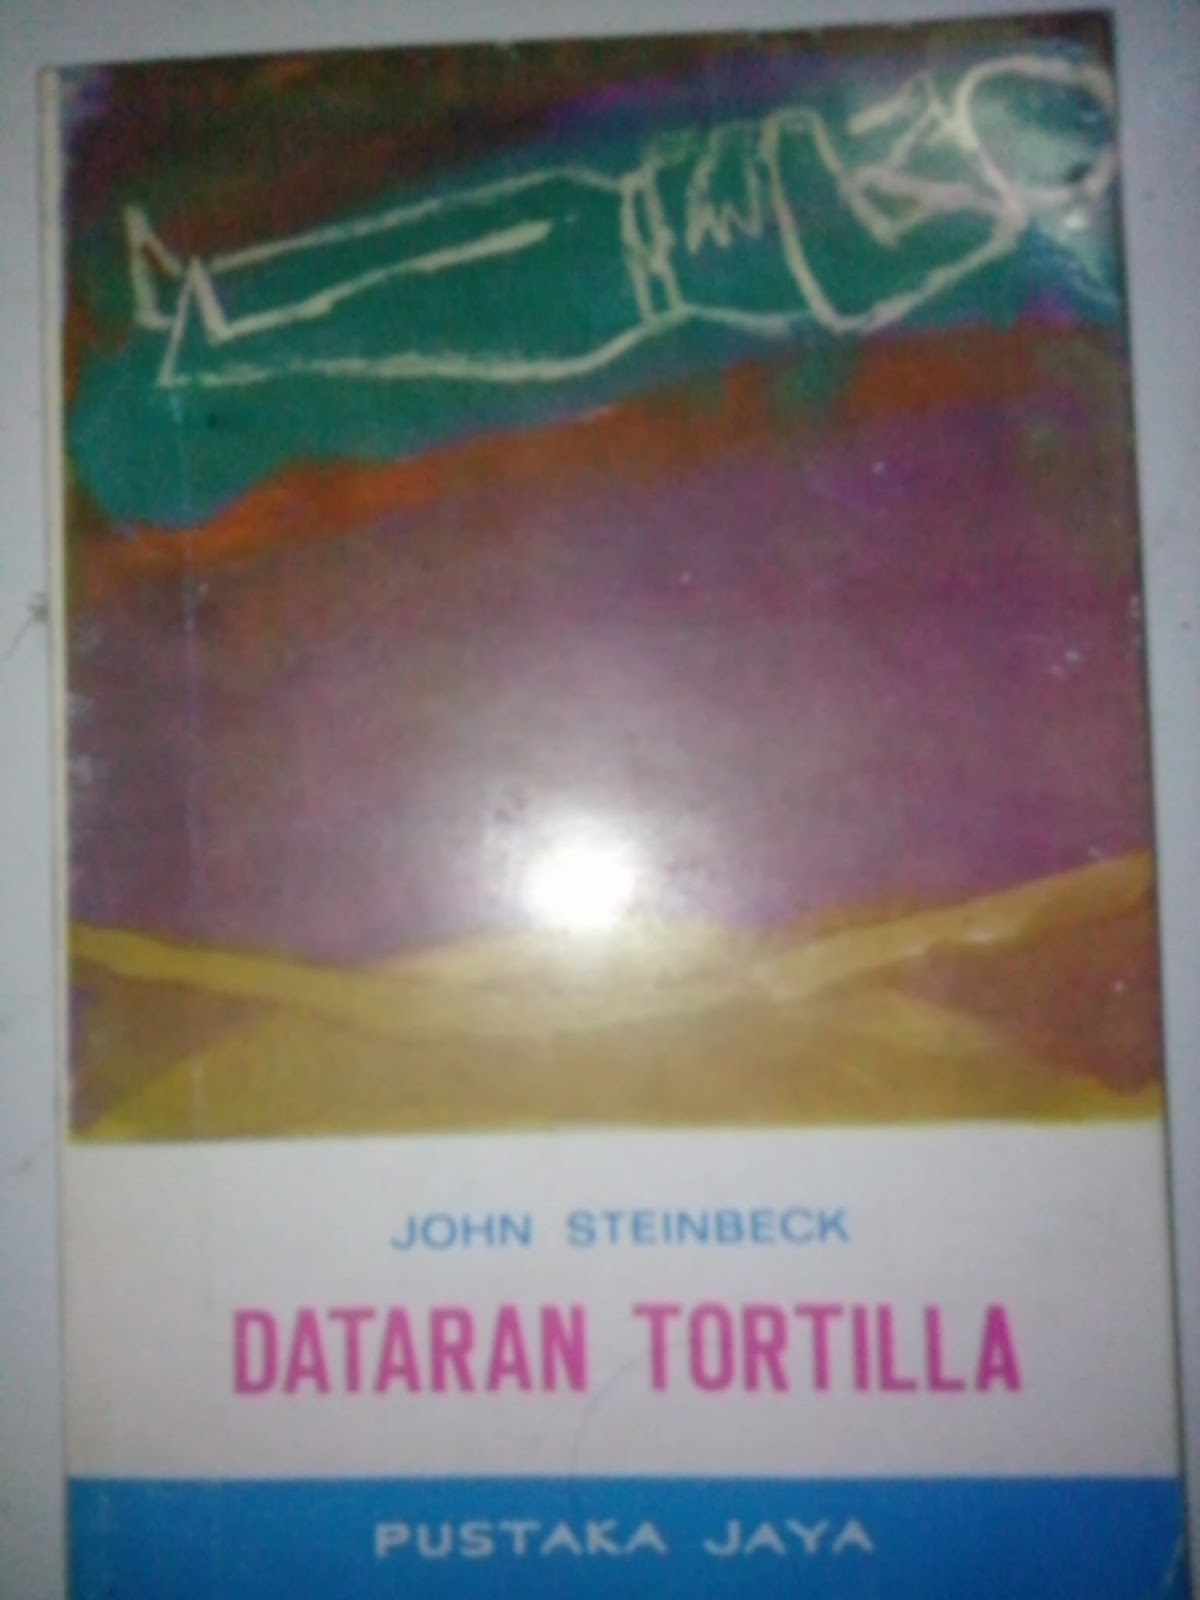 JOHN STEINBECK
DATARAN TORTILLA
PUSTAKA JAYA